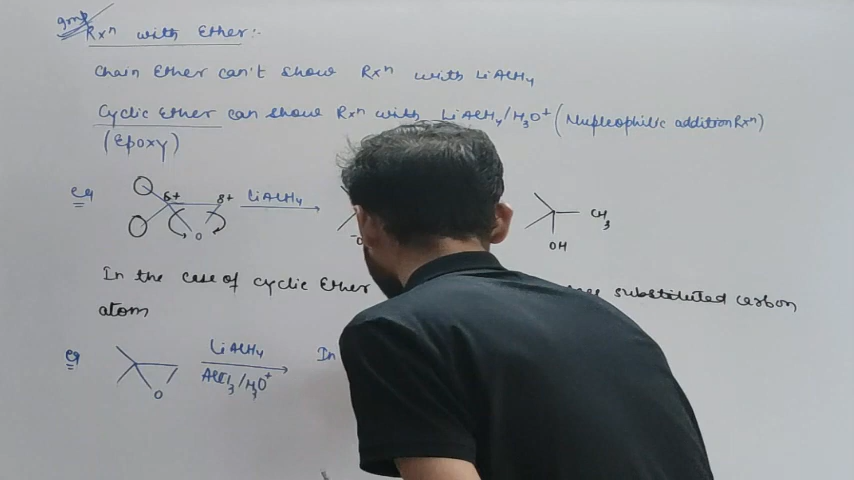 Imp
Rxⁿ with Ether:-
Chain Ether can't show Rxⁿ with LiAlH₄
Cyclic Ether can show Rxⁿ with LiAlH₄/H₃O⁺ (Nucleophilic addition Rxⁿ)
(Epoxy)
eg δ+ δ+ LiAlH₄
O
CH₃
OH
In the case of cyclic Ether substituted carbon
atom
eg LiAlH₄ In
AlCl₃/H₃O⁺
O